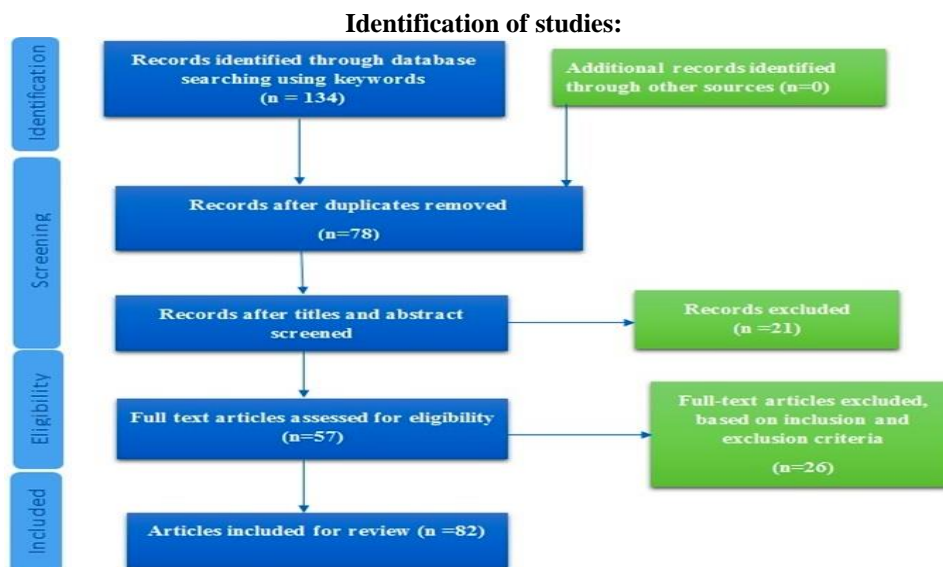 Identification of studies:
Identification
Records identified through database
searching using keywords
(n = 134)
Additional records identified
through other sources (n=0)
Screening
Records after duplicates removed
(n=78)
Records after titles and abstract
screened
Records excluded
(n =21)
Eligibility
Full text articles assessed for eligibility
(n=57)
Full-text articles excluded,
based on inclusion and
exclusion criteria
(n=26)
Included
Articles included for review (n =82)